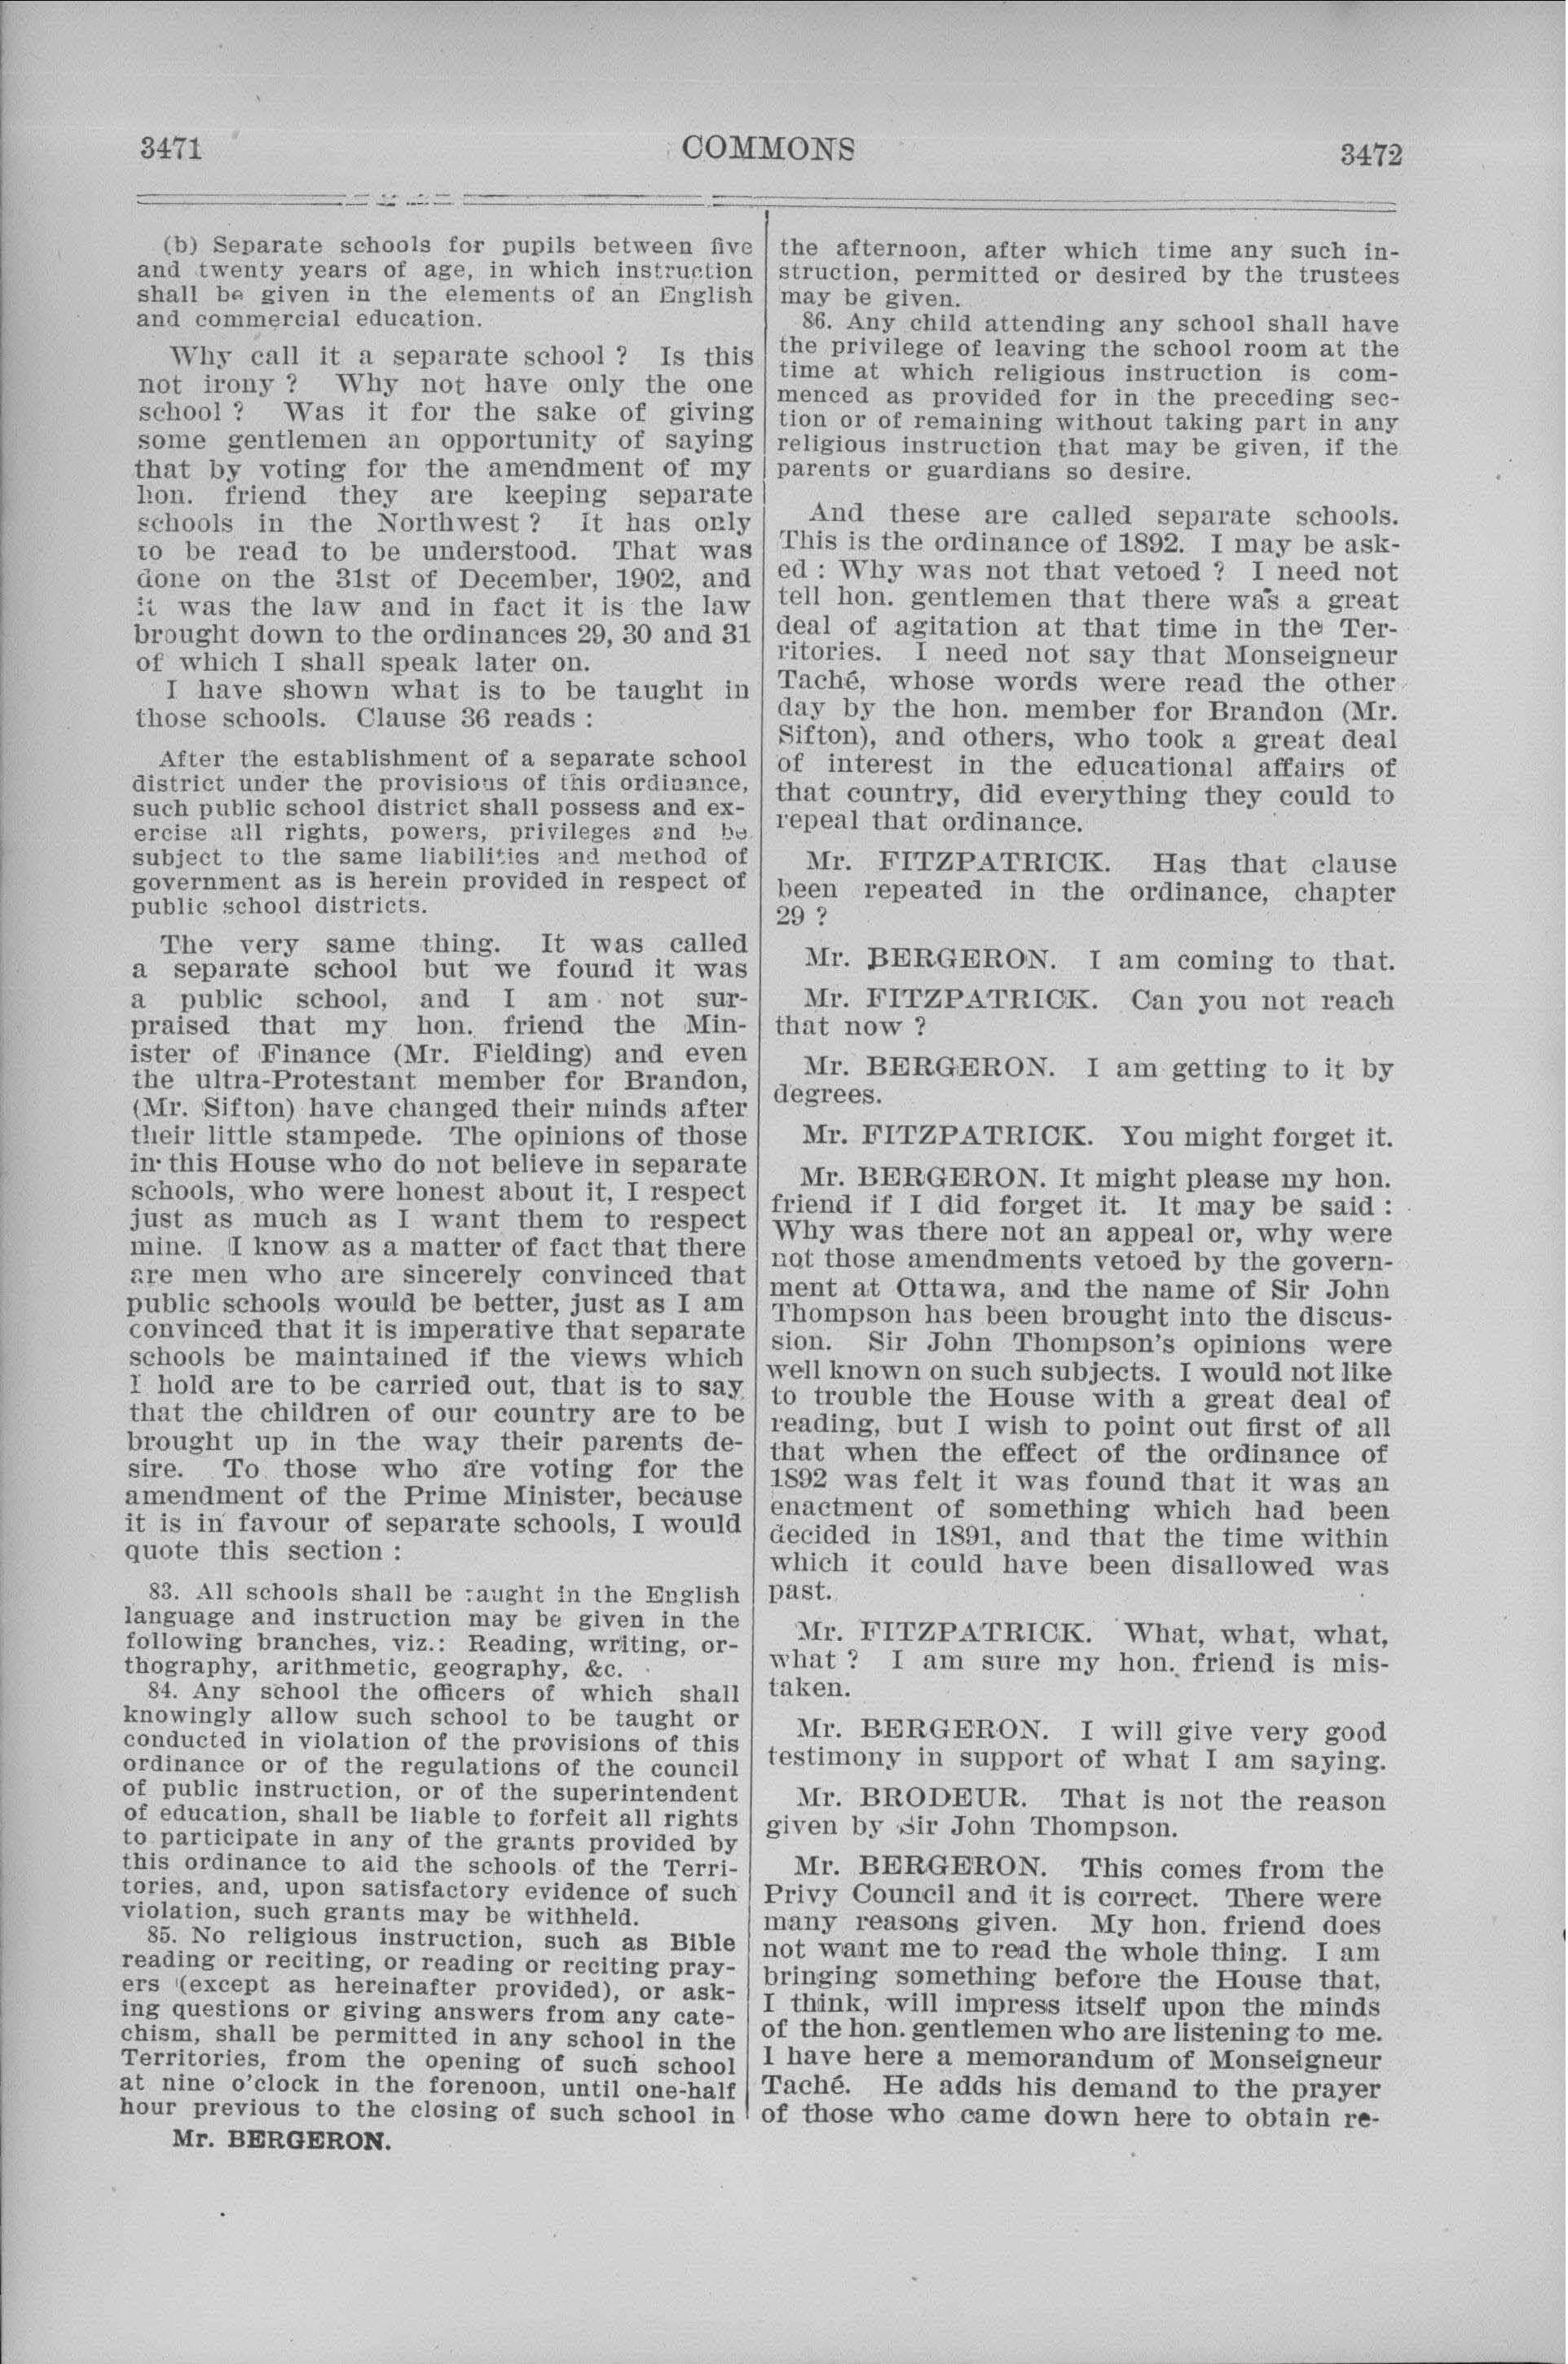 3471
COMMONS
3472
(b) Separate schools for pupils between five
and twenty years of age, in which instruction
shall be given in the elements of an English
and commercial education.
Why call it a separate school ? Is this
not irony ? Why not have only the one
school ? Was it for the sake of giving
some gentlemen an opportunity of saying
that by voting for the amendment of my
hon. friend they are keeping separate
schools in the Northwest ? It has only
to be read to be understood. That was
done on the 31st of December, 1902, and
it was the law and in fact it is the law
brought down to the ordinances 29, 30 and 31
of which I shall speak later on.
I have shown what is to be taught in
those schools. Clause 36 reads :
After the establishment of a separate school
district under the provisions of this ordinance,
such public school district shall possess and ex-
ercise all rights, powers, privileges and be
subject to the same liabilities and method of
government as is herein provided in respect of
public school districts.
The very same thing. It was called
a separate school but we found it was
a public school, and I am not sur-
praised that my hon. friend the Min-
ister of Finance (Mr. Fielding) and even
the ultra-Protestant member for Brandon,
(Mr. Sifton) have changed their minds after
their little stampede. The opinions of those
in this House who do not believe in separate
schools, who were honest about it, I respect
just as much as I want them to respect
mine. I know as a matter of fact that there
are men who are sincerely convinced that
public schools would be better, just as I am
convinced that it is imperative that separate
schools be maintained if the views which
I hold are to be carried out, that is to say
that the children of our country are to be
brought up in the way their parents de-
sire. To those who are voting for the
amendment of the Prime Minister, because
it is in favour of separate schools, I would
quote this section :
83. All schools shall be taught in the English
language and instruction may be given in the
following branches, viz.: Reading, writing, or-
thography, arithmetic, geography, &c.
84. Any school the officers of which shall
knowingly allow such school to be taught or
conducted in violation of the provisions of this
ordinance or of the regulations of the council
of public instruction, or of the superintendent
of education, shall be liable to forfeit all rights
to participate in any of the grants provided by
this ordinance to aid the schools of the Terri-
tories, and, upon satisfactory evidence of such
violation, such grants may be withheld.
85. No religious instruction, such as Bible
reading or reciting, or reading or reciting pray-
ers (except as hereinafter provided), or ask-
ing questions or giving answers from any cate-
chism, shall be permitted in any school in the
Territories, from the opening of such school
at nine o'clock in the forenoon, until one-half
hour previous to the closing of such school in
Mr. BERGERON.
the afternoon, after which time any such in-
struction, permitted or desired by the trustees
may be given.
86. Any child attending any school shall have
the privilege of leaving the school room at the
time at which religious instruction is com-
menced as provided for in the preceding sec-
tion or of remaining without taking part in any
religious instruction that may be given, if the
parents or guardians so desire.
And these are called separate schools.
This is the ordinance of 1892. I may be ask-
ed : Why was not that vetoed ? I need not
tell hon. gentlemen that there was a great
deal of agitation at that time in the Ter-
ritories. I need not say that Monseigneur
Taché, whose words were read the other
day by the hon. member for Brandon (Mr.
Sifton), and others, who took a great deal
of interest in the educational affairs of
that country, did everything they could to
repeal that ordinance.
Mr. FITZPATRICK. Has that clause
been repeated in the ordinance, chapter
29 ?
Mr. BERGERON. I am coming to that.
Mr. FITZPATRICK. Can you not reach
that now ?
Mr. BERGERON. I am getting to it by
degrees.
Mr. FITZPATRICK. You might forget it.
Mr. BERGERON. It might please my hon.
friend if I did forget it. It may be said :
Why was there not an appeal or, why were
not those amendments vetoed by the govern-
ment at Ottawa, and the name of Sir John
Thompson has been brought into the discus-
sion. Sir John Thompson's opinions were
well known on such subjects. I would not like
to trouble the House with a great deal of
reading, but I wish to point out first of all
that when the effect of the ordinance of
1892 was felt it was found that it was an
enactment of something which had been
decided in 1891, and that the time within
which it could have been disallowed was
past.
Mr. FITZPATRICK. What, what, what,
what ? I am sure my hon. friend is mis-
taken.
Mr. BERGERON. I will give very good
testimony in support of what I am saying.
Mr. BRODEUR. That is not the reason
given by Sir John Thompson.
Mr. BERGERON. This comes from the
Privy Council and it is correct. There were
many reasons given. My hon. friend does
not want me to read the whole thing. I am
bringing something before the House that,
I think, will impress itself upon the minds
of the hon. gentlemen who are listening to me.
I have here a memorandum of Monseigneur
Taché. He adds his demand to the prayer
of those who came down here to obtain re-